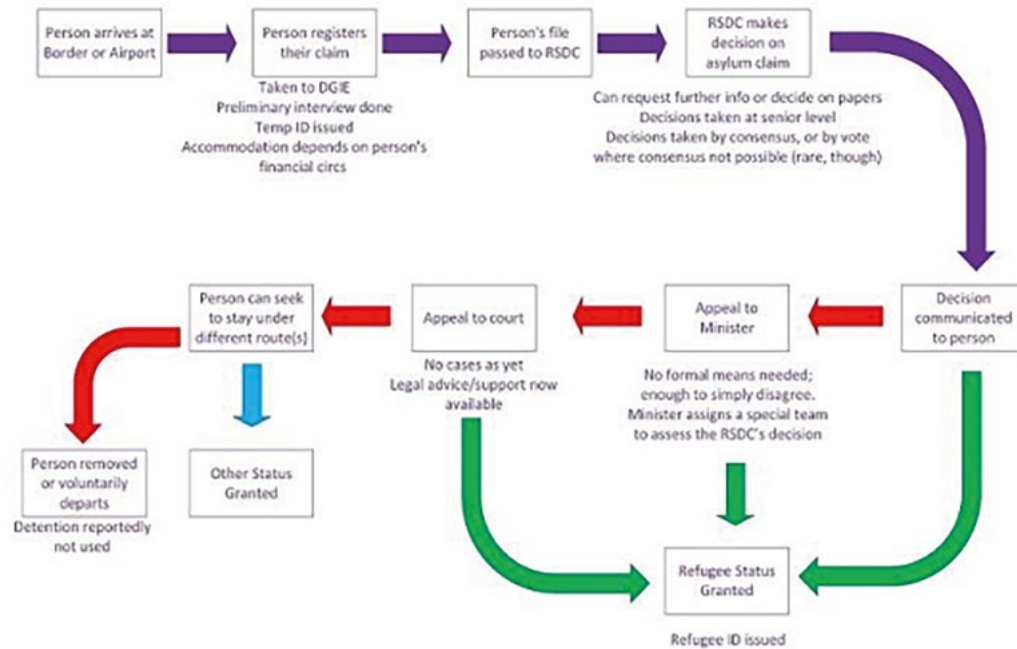 Person arrives at
Border or Airport
Person registers
their claim
Taken to DGIE
Preliminary interview done
Temp ID issued
Accommodation depends on person's
financial circs
Person's file
passed to RSDC
RSDC makes
decision on
asylum claim
Can request further info or decide on papers
Decisions taken at senior level
Decisions taken by consensus, or by vote
where consensus not possible (rare, though)
Decision
communicated
to person
Appeal to
Minister
No formal means needed;
enough to simply disagree.
Minister assigns a special team
to assess the RSDC's decision
Appeal to court
No cases as yet
Legal advice/support now
available
Person can seek
to stay under
different route(s)
Person removed
or voluntarily
departs
Detention reportedly
not used
Other Status
Granted
Refugee Status
Granted
Refugee ID issued